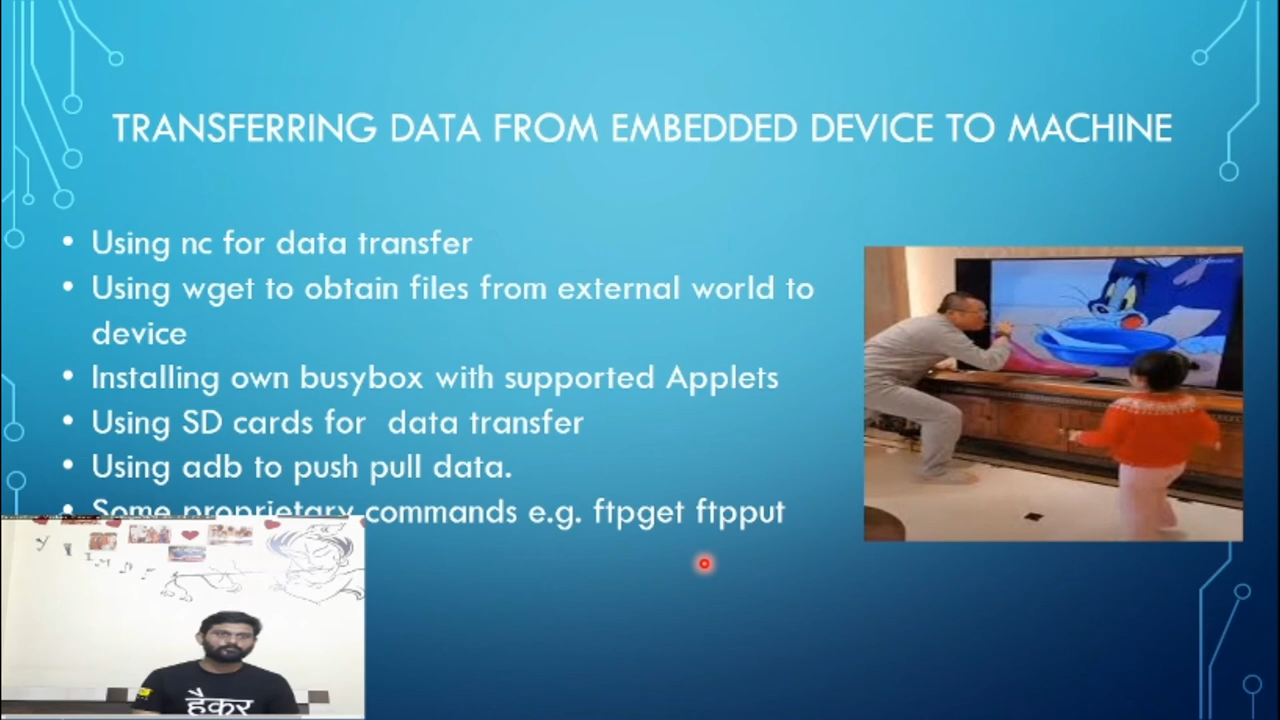 TRANSFERRING DATA FROM EMBEDDED DEVICE TO MACHINE
• Using nc for data transfer
• Using wget to obtain files from external world to
device
• Installing own busybox with supported Applets
• Using SD cards for data transfer
• Using adb to push pull data.
• Some proprietary commands e.g. ftpget ftpput
हैकर